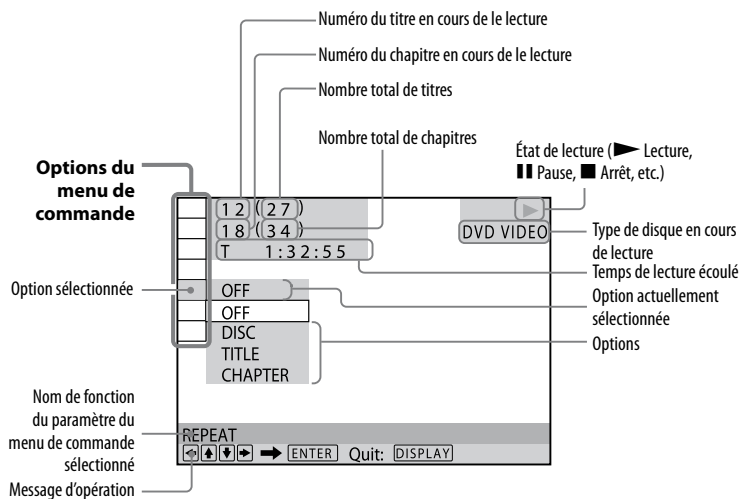 Numéro du titre en cours de le lecture
Numéro du chapitre en cours de le lecture
Nombre total de titres
Nombre total de chapitres
État de lecture (▶ Lecture,
⏸ Pause, ■ Arrêt, etc.)
Options du
menu de
commande
12 (27)
18 (34)
T 1:32:55
▶
DVD VIDEO
Type de disque en cours
de lecture
Temps de lecture écoulé
Option sélectionnée
OFF
Option actuellement
sélectionnée
OFF
DISC
TITLE
CHAPTER
Options
Nom de fonction
du paramètre du
menu de commande
sélectionné
REPEAT
← ↑ ↓ → ➡ ENTER Quit: DISPLAY
Message d'opération